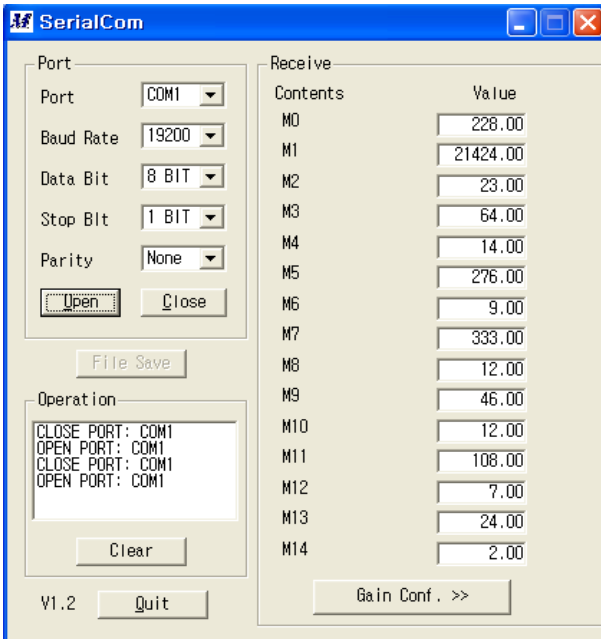 SerialCom
Port
Port COM1
Baud Rate 19200
Data Bit 8 BIT
Stop BIt 1 BIT
Parity None
Open Close
File Save
Operation
CLOSE PORT: COM1
OPEN PORT: COM1
CLOSE PORT: COM1
OPEN PORT: COM1
Clear
V1.2 Quit
Receive
Contents Value
M0 228.00
M1 21424.00
M2 23.00
M3 64.00
M4 14.00
M5 276.00
M6 9.00
M7 333.00
M8 12.00
M9 46.00
M10 12.00
M11 108.00
M12 7.00
M13 24.00
M14 2.00
Gain Conf. >>